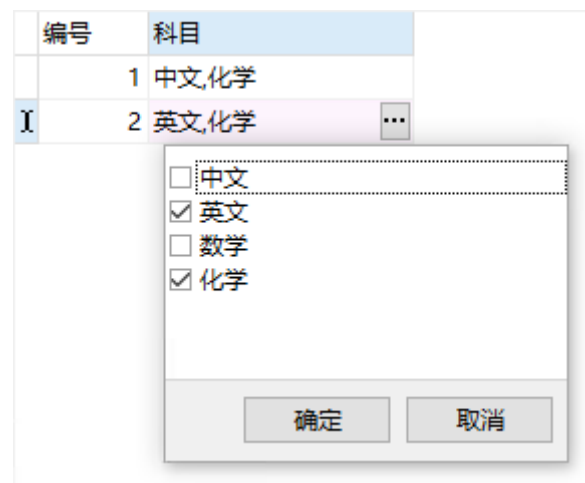 编号 科目
1 中文,化学
2 英文,化学 ...
中文
英文
数学
化学
确定 取消